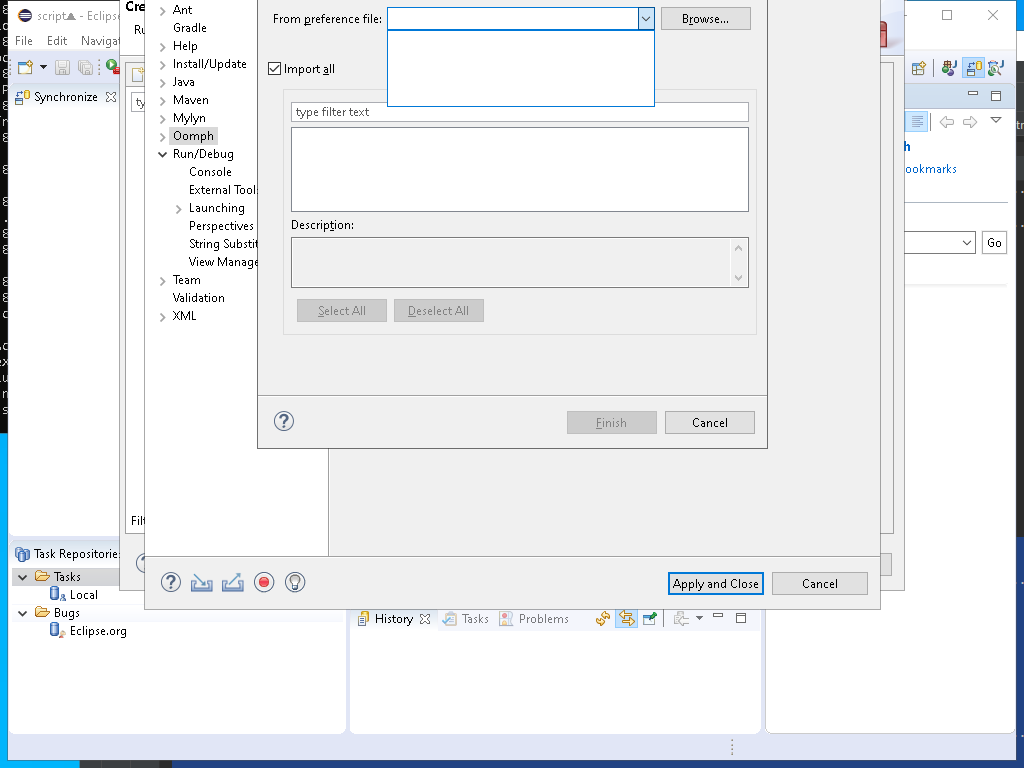 script▲ - Eclipse
File Edit Navigat
Synchronize
Cre
Ru
ty
Filt
Ant
Gradle
Help
Install/Update
Java
Maven
Mylyn
Oomph
Run/Debug
Console
External Tools
Launching
Perspectives
String Substit
View Manage
Team
Validation
XML
From preference file:
Browse...
Import all
type filter text
Description:
Select All
Deselect All
Finish
Cancel
Apply and Close
Cancel
h
ookmarks
Go
Task Repositories
Tasks
Local
Bugs
Eclipse.org
History
Tasks
Problems